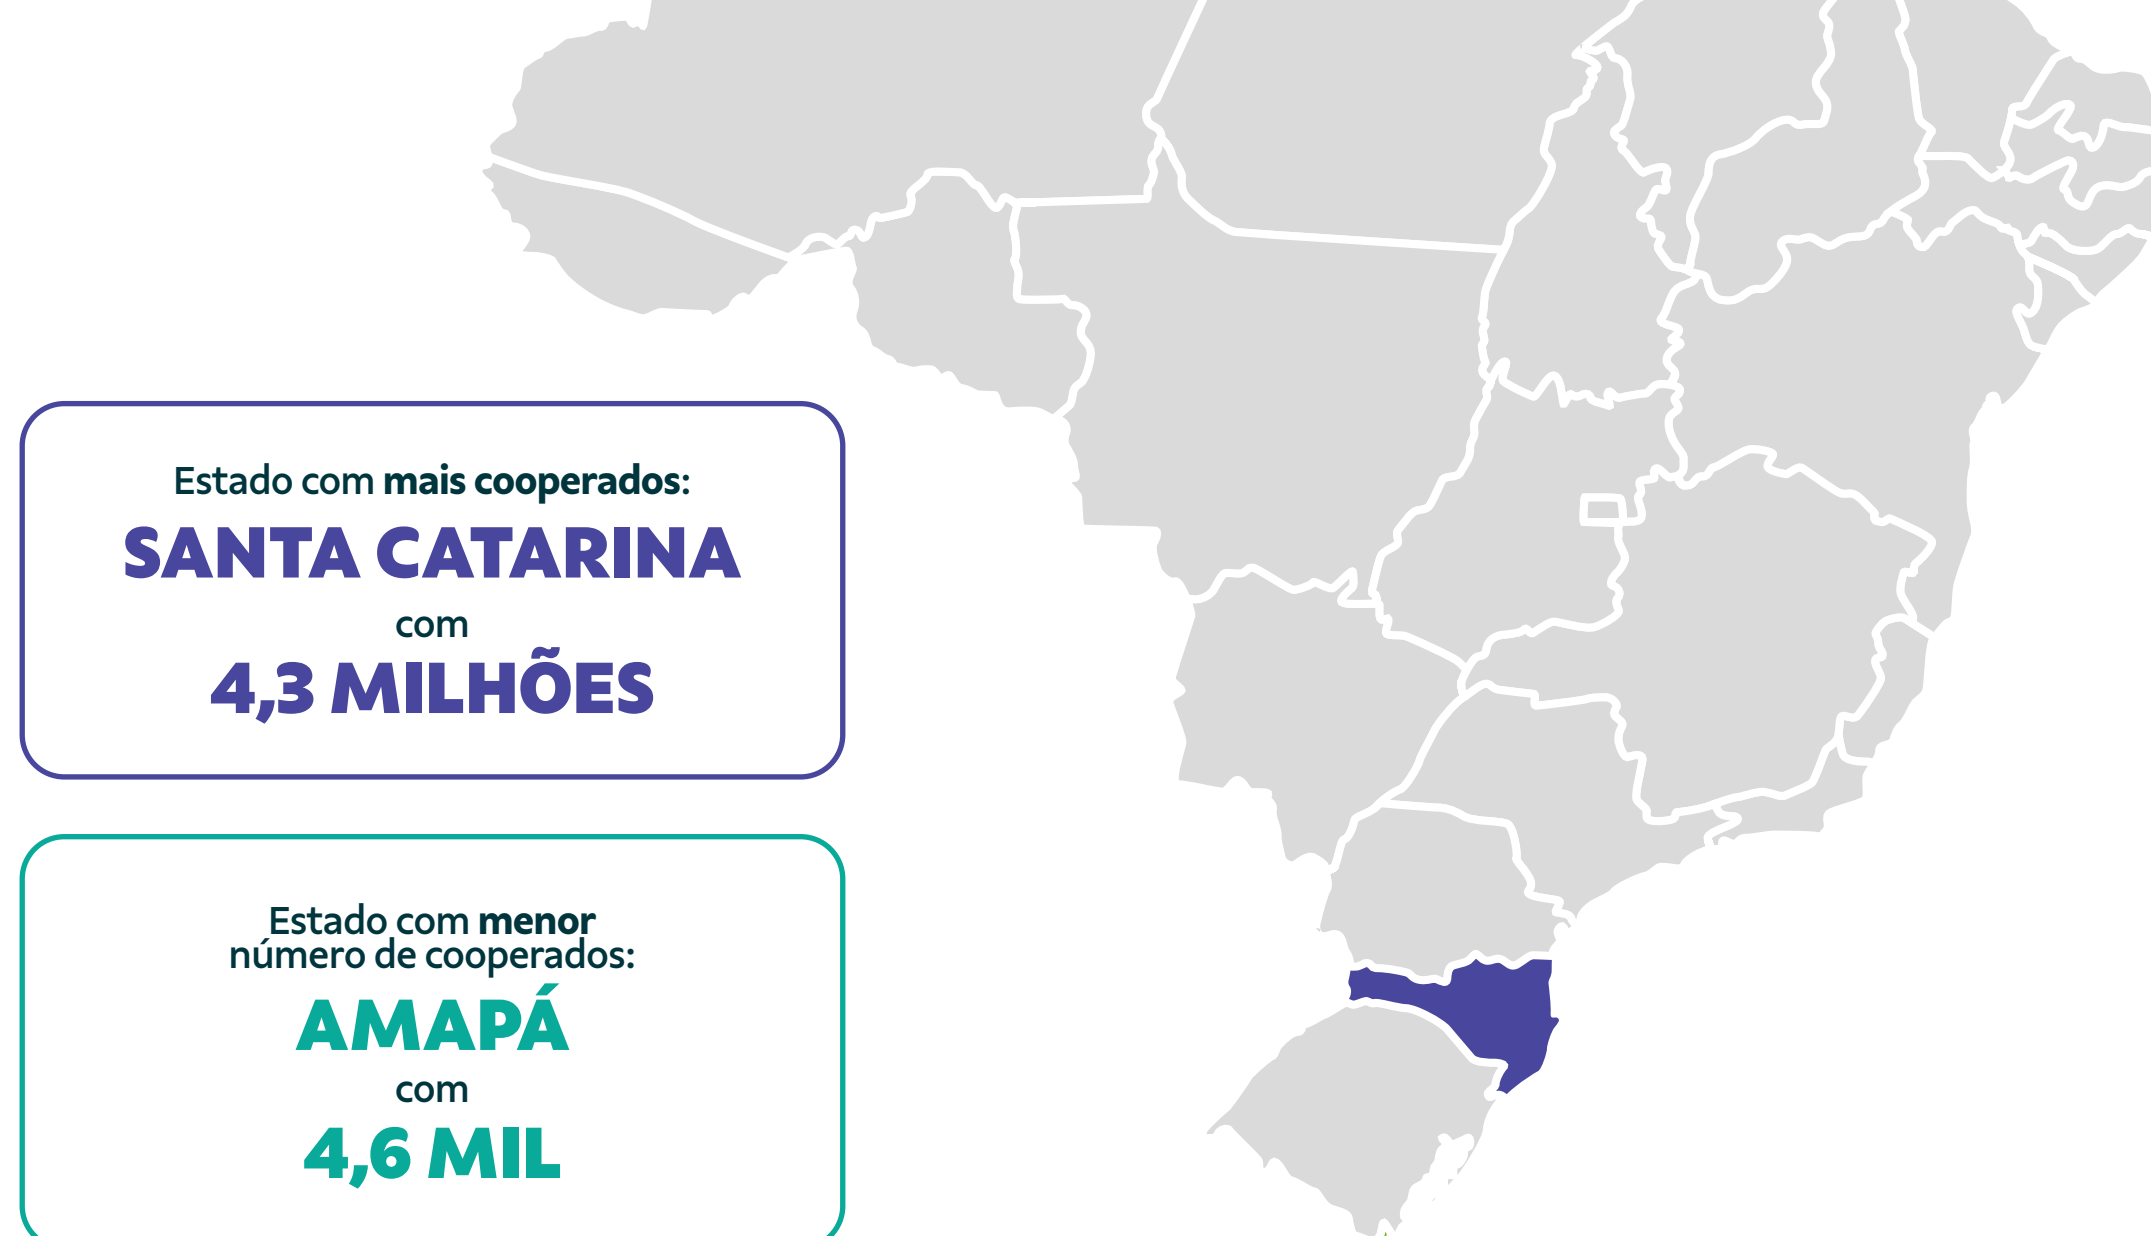 Estado com mais cooperados:
SANTA CATARINA
com
4,3 MILHÕES
Estado com menor
número de cooperados:
AMAPÁ
com
4,6 MIL